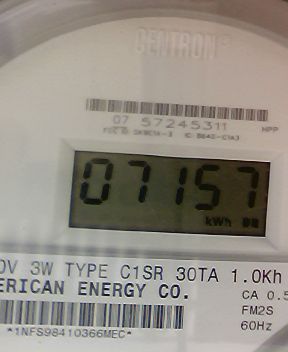 CENTRON®
07 57245311 HPP
07157
kWh
0V 3W TYPE C1SR 30TA 1.0Kh
ERICAN ENERGY CO. CA 0.5
FM2S
*1NFS98410366MEC* 60Hz